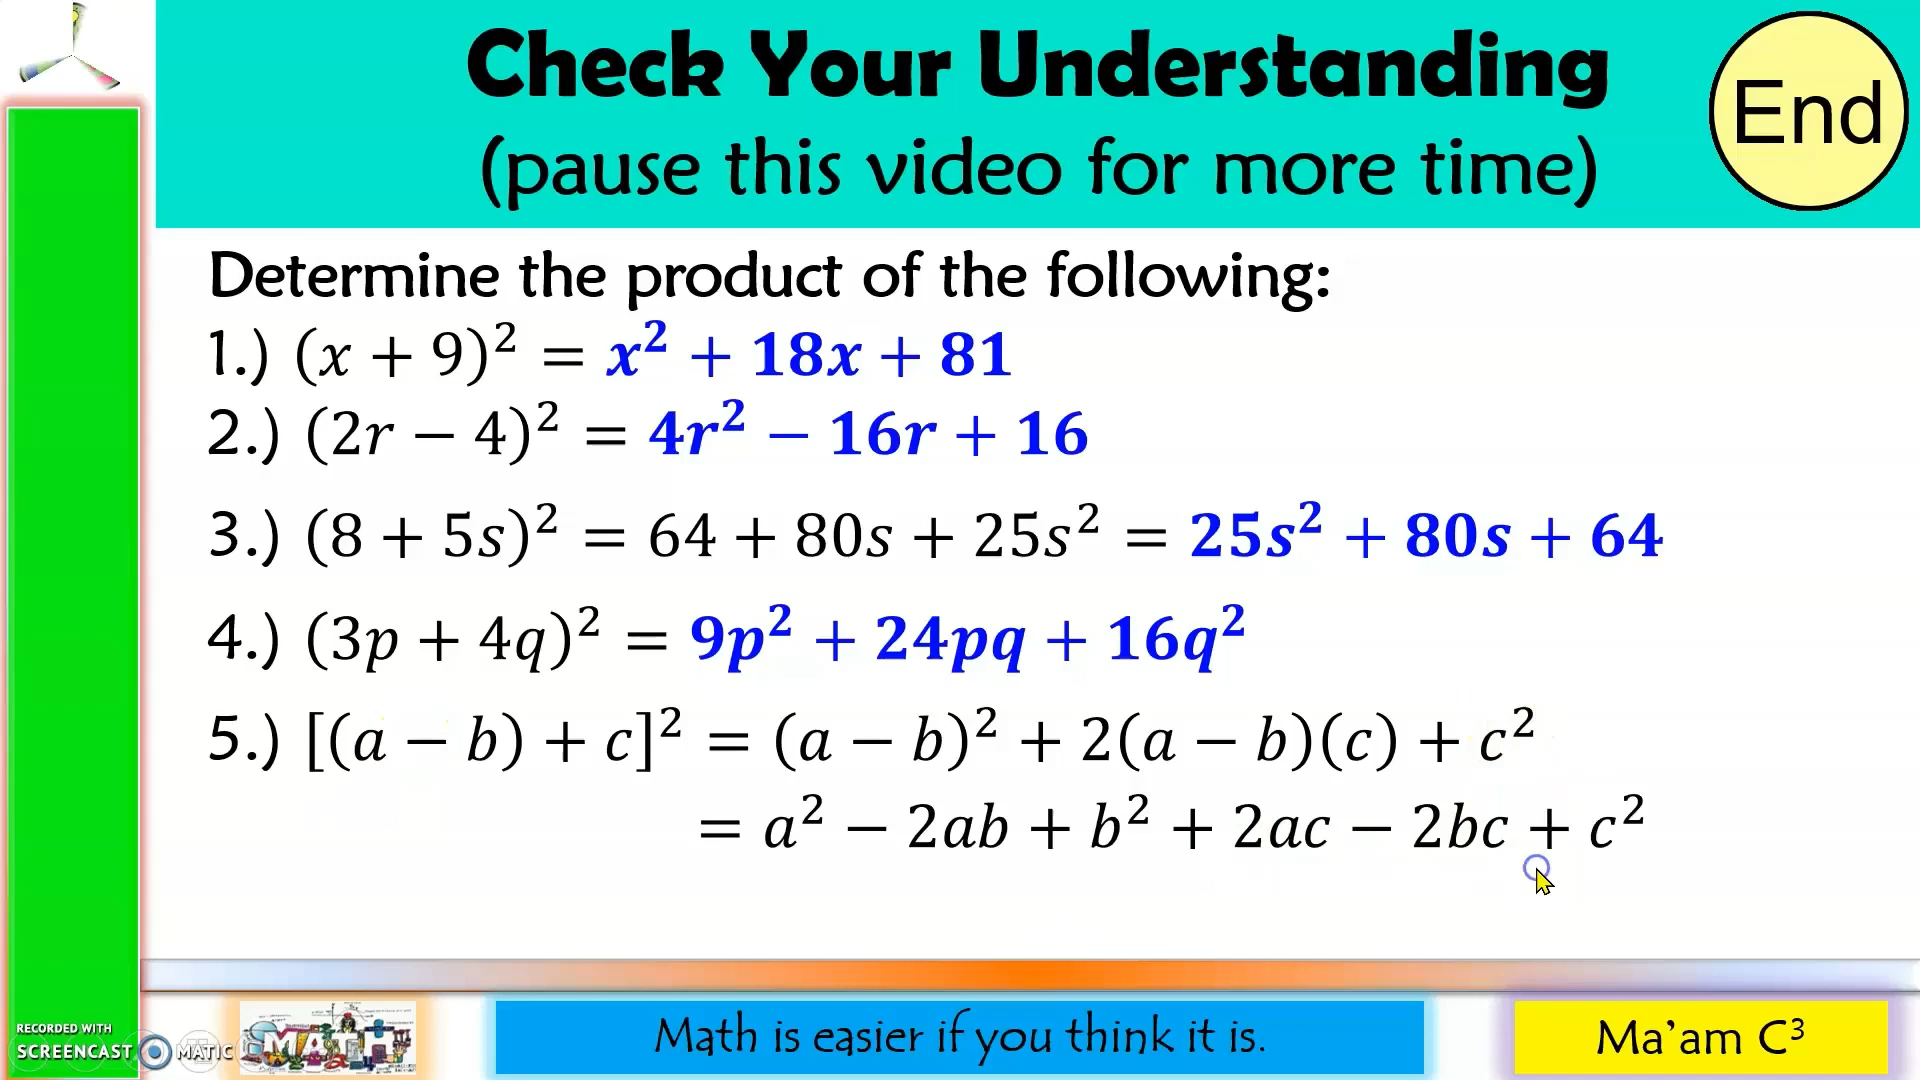 Check Your Understanding
(pause this video for more time)
End
Determine the product of the following:
1.) (x + 9)² = x² + 18x + 81
2.) (2r − 4)² = 4r² − 16r + 16
3.) (8 + 5s)² = 64 + 80s + 25s² = 25s² + 80s + 64
4.) (3p + 4q)² = 9p² + 24pq + 16q²
5.) [(a − b) + c]² = (a − b)² + 2(a − b)(c) + c²
= a² − 2ab + b² + 2ac − 2bc + c²
RECORDED WITH
SCREENCAST MATIC
MATH
Math is easier if you think it is.
Ma'am C³